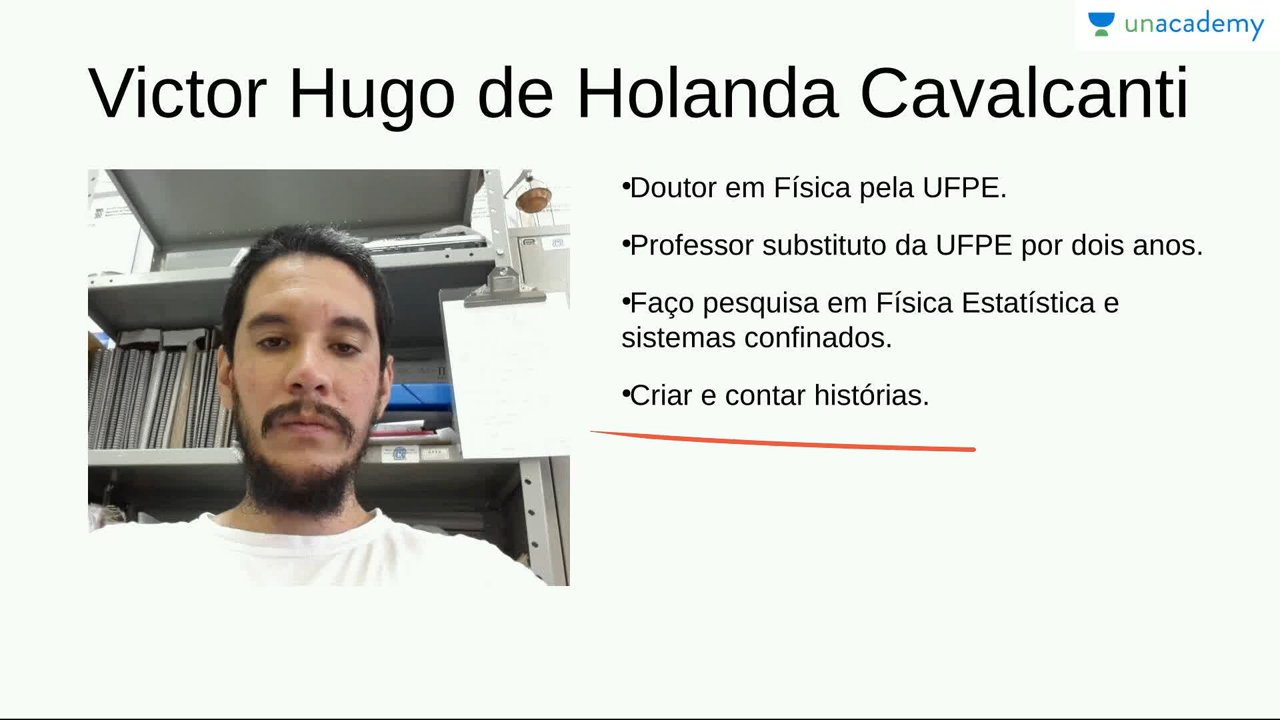 unacademy
Victor Hugo de Holanda Cavalcanti
•Doutor em Física pela UFPE.
•Professor substituto da UFPE por dois anos.
•Faço pesquisa em Física Estatística e
sistemas confinados.
•Criar e contar histórias.